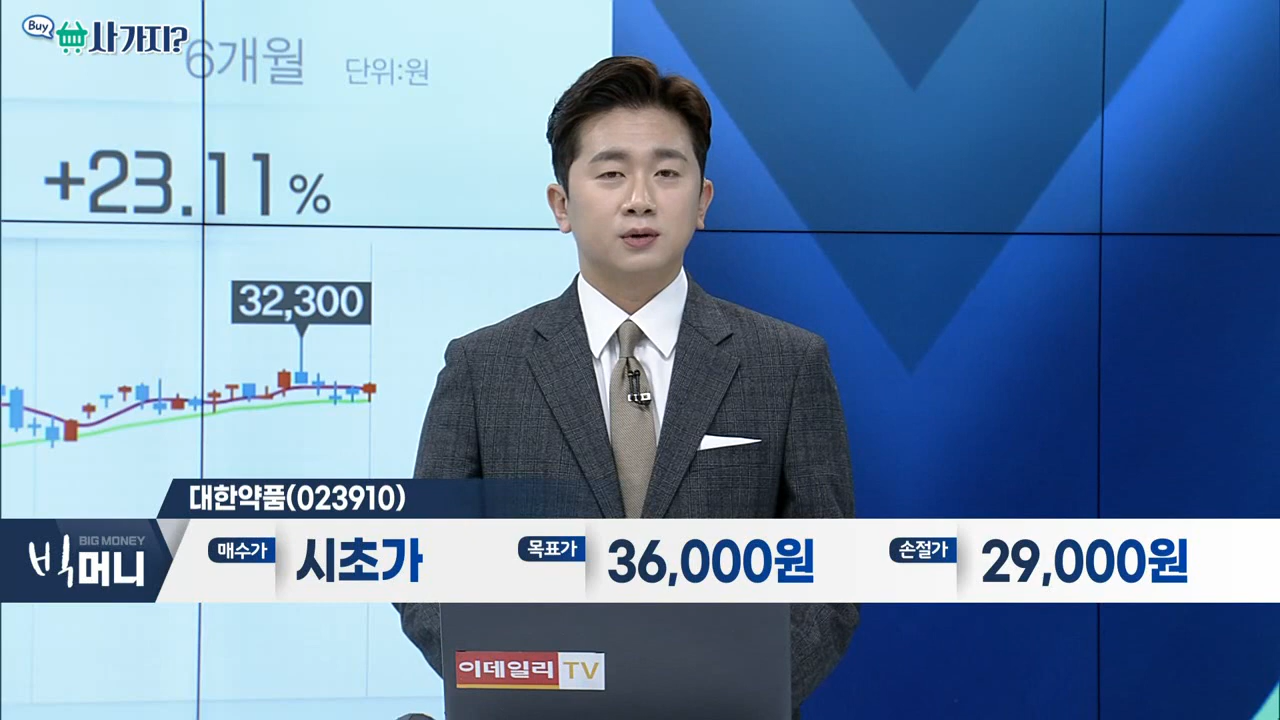 Buy 사가지?
6개월 단위:원
+23.11%
32,300
대한약품(023910)
BIG MONEY
빅머니
매수가 시초가 목표가 36,000원 손절가 29,000원
이데일리TV